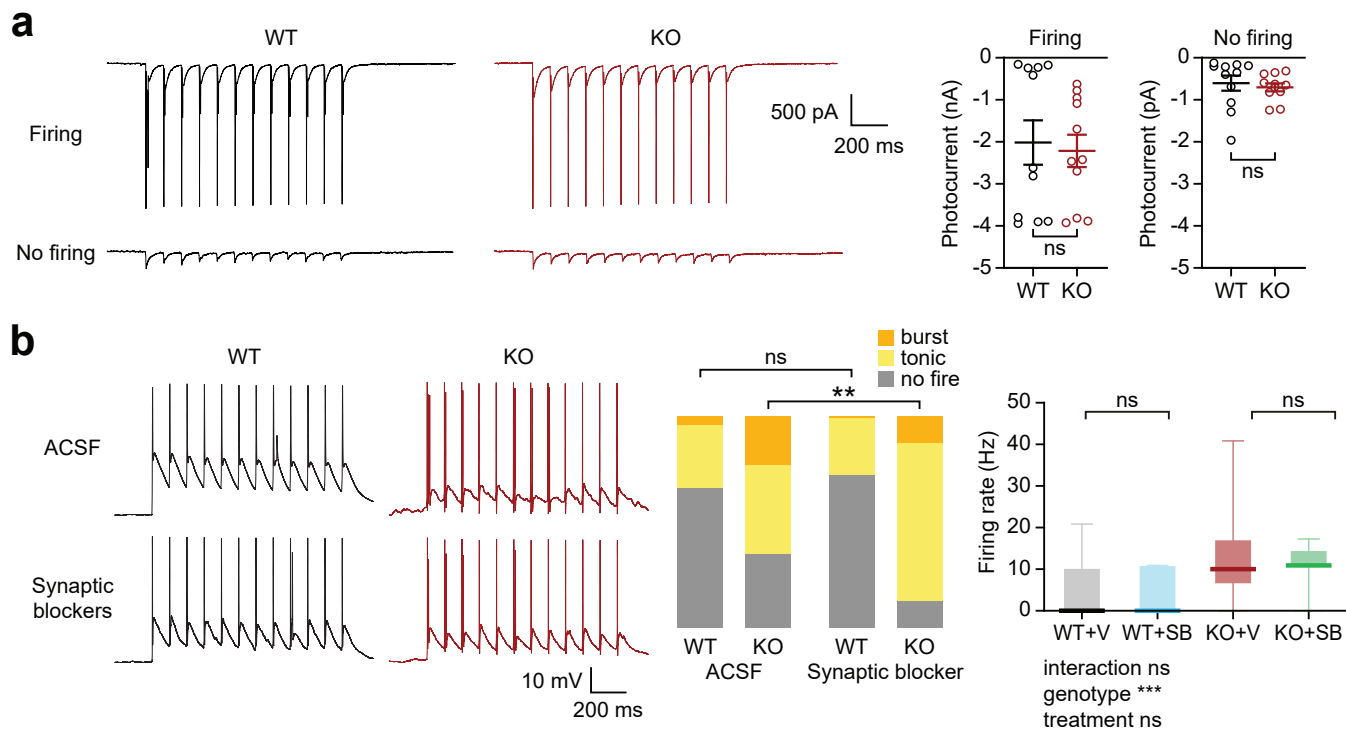 a
WT
KO
Firing
No firing
500 pA
200 ms
Firing
Photocurrent (nA)
0
-1
-2
-3
-4
-5
ns
WT KO
No firing
Photocurrent (pA)
0
-1
-2
-3
-4
-5
ns
WT KO
b
WT
KO
ACSF
Synaptic
blockers
10 mV
200 ms
burst
tonic
no fire
ns
**
WT KO WT KO
ACSF Synaptic blocker
Firing rate (Hz)
50
40
30
20
10
0
ns
ns
WT+V WT+SB KO+V KO+SB
interaction ns
genotype ***
treatment ns